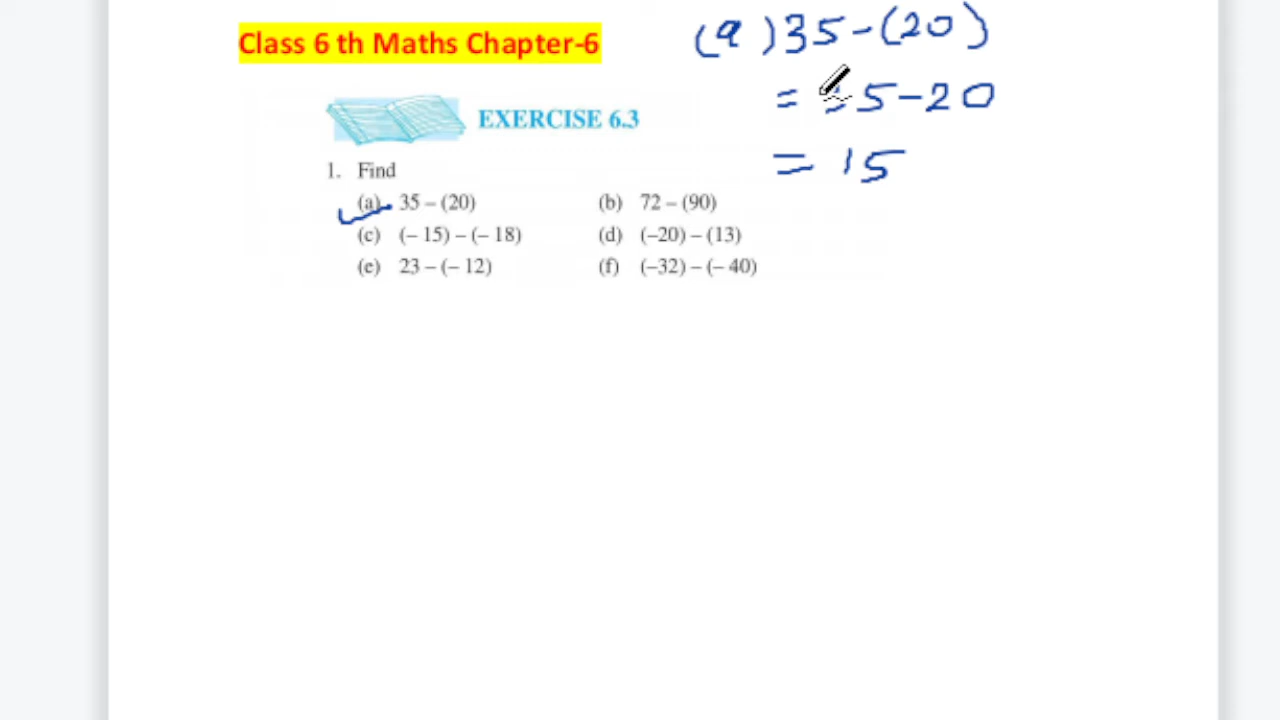 Class 6 th Maths Chapter-6
EXERCISE 6.3
1. Find
(a) 35 – (20) (b) 72 – (90)
(c) (– 15) – (– 18) (d) (–20) – (13)
(e) 23 – (– 12) (f) (–32) – (– 40)
(a) 35 - (20)
= 35 - 20
= 15